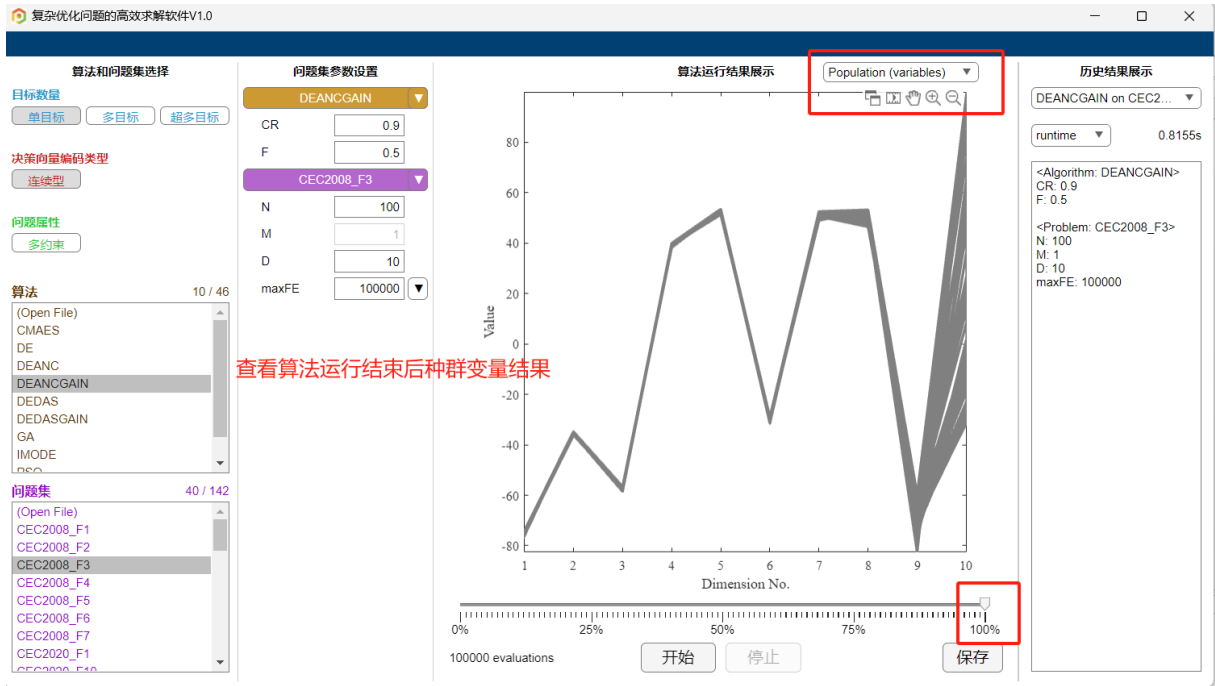 复杂优化问题的高效求解软件V1.0
算法和问题集选择
目标数量
单目标 多目标 超多目标
决策向量编码类型
连续型
问题属性
多约束
算法 10 / 46
(Open File)
CMAES
DE
DEANC
DEANCGAIN
DEDAS
DEDASGAIN
GA
IMODE
PSO
问题集 40 / 142
(Open File)
CEC2008_F1
CEC2008_F2
CEC2008_F3
CEC2008_F4
CEC2008_F5
CEC2008_F6
CEC2008_F7
CEC2020_F1
CEC2020_F10
问题集参数设置
DEANCGAIN
CR 0.9
F 0.5
CEC2008_F3
N 100
M 1
D 10
maxFE 100000
查看算法运行结束后种群变量结果
算法运行结果展示
Population (variables)
80
60
40
20
0
-20
-40
-60
-80
Value
1 2 3 4 5 6 7 8 9 10
Dimension No.
0% 25% 50% 75% 100%
100000 evaluations
开始 停止 保存
历史结果展示
DEANCGAIN on CEC2...
runtime 0.8155s
<Algorithm: DEANCGAIN>
CR: 0.9
F: 0.5
<Problem: CEC2008_F3>
N: 100
M: 1
D: 10
maxFE: 100000